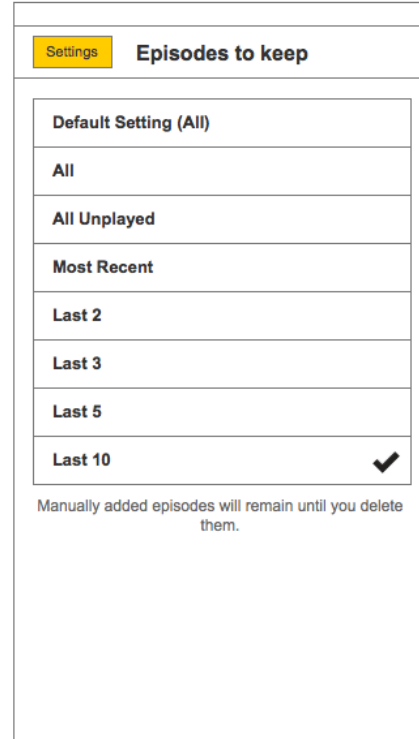 Settings Episodes to keep
Default Setting (All)
All
All Unplayed
Most Recent
Last 2
Last 3
Last 5
Last 10
Manually added episodes will remain until you delete
them.